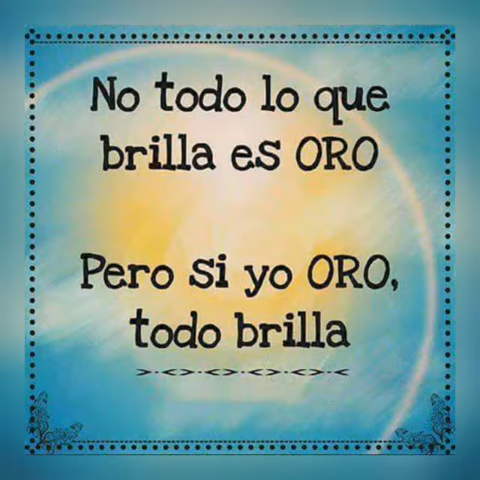 No todo lo que
brilla es ORO
Pero si yo ORO,
todo brilla